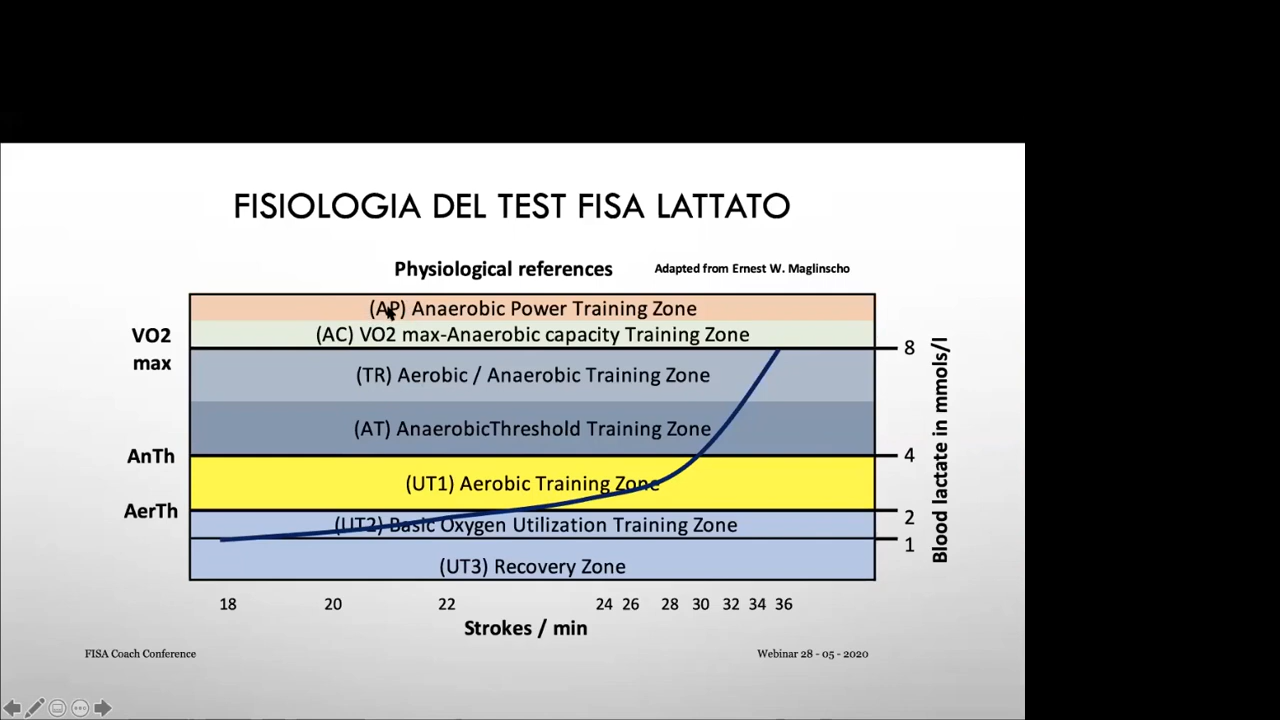 FISIOLOGIA DEL TEST FISA LATTATO
Physiological references
Adapted from Ernest W. Maglinscho
(AP) Anaerobic Power Training Zone
(AC) VO2 max-Anaerobic capacity Training Zone
VO2
max
8
(TR) Aerobic / Anaerobic Training Zone
(AT) AnaerobicThreshold Training Zone
AnTh
4
(UT1) Aerobic Training Zone
AerTh
2
(UT2) Basic Oxygen Utilization Training Zone
1
(UT3) Recovery Zone
Blood lactate in mmols/l
18 20 22 24 26 28 30 32 34 36
Strokes / min
FISA Coach Conference
Webinar 28 - 05 - 2020